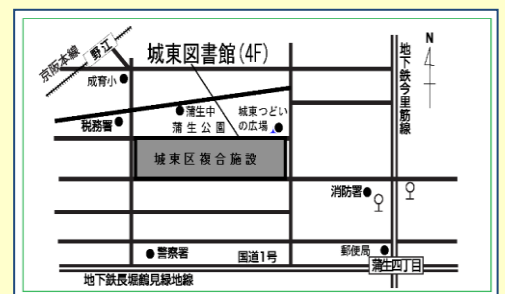 京阪本線
野江
城東図書館(4F)
N
成育小
地下鉄今里筋線
蒲生中
城東つどい
の広場
税務署
蒲生公園
城東区複合施設
消防署
警察署
国道1号
郵便局
蒲生四丁目
地下鉄長堀鶴見緑地線